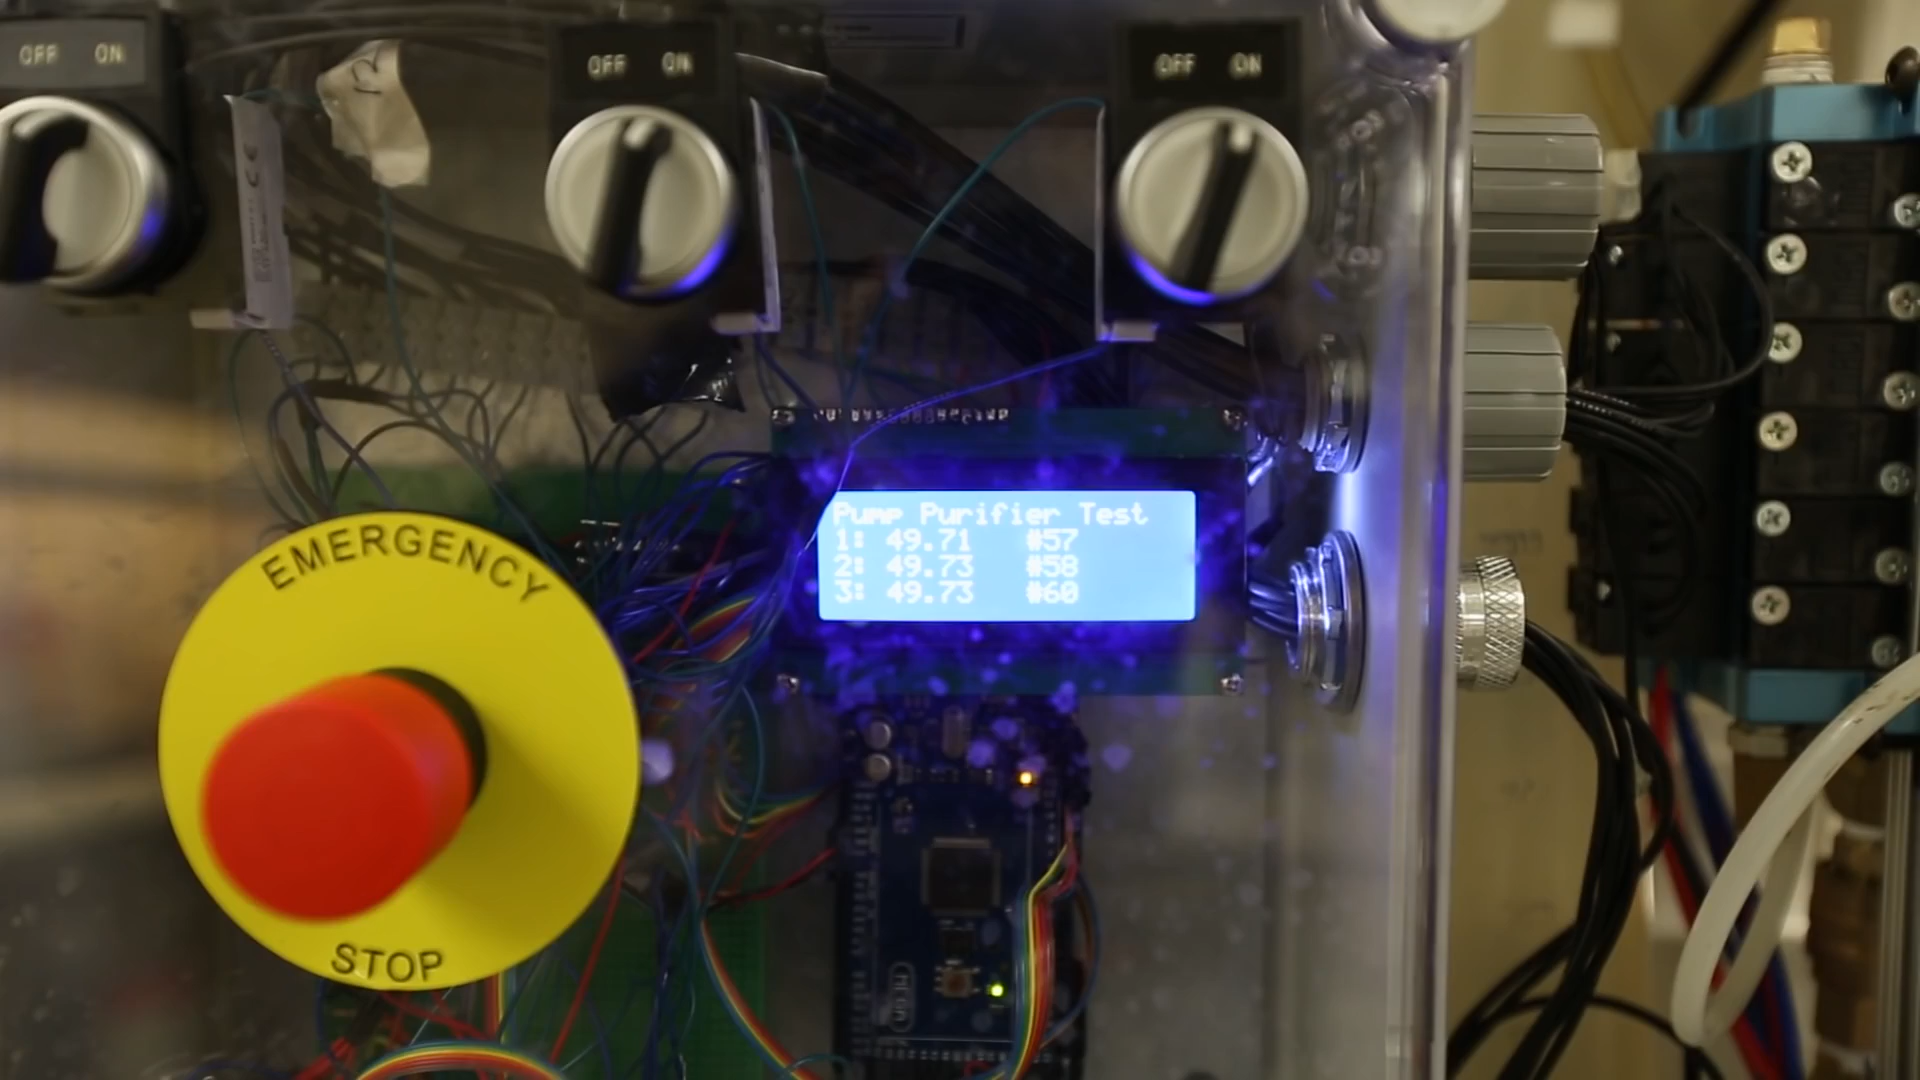 OFF ON
OFF ON
OFF ON
Pump Purifier Test
1: 49.71 #57
2: 49.73 #58
3: 49.73 #60
EMERGENCY
STOP
MEGA